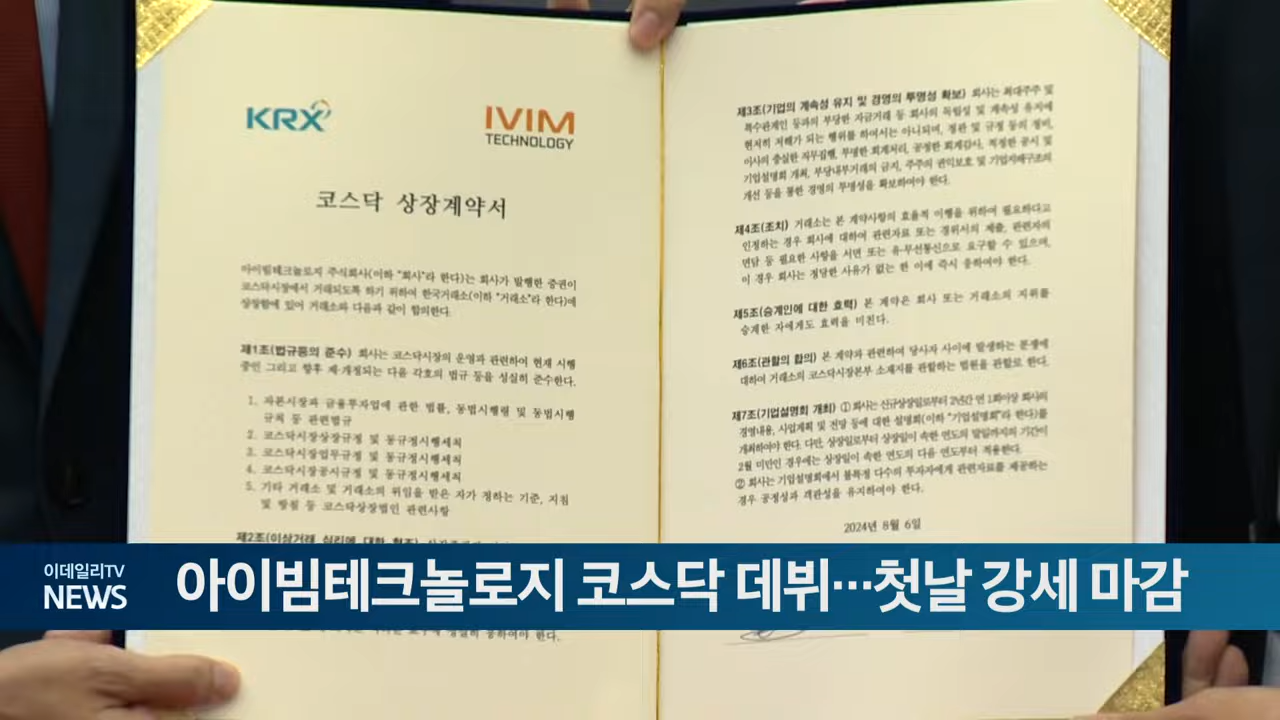 KRX
IVIM
TECHNOLOGY
코스닥 상장계약서
아이빔테크놀로지 주식회사(이하 "회사"라 한다)는 회사가 발행한 증권이
코스닥시장에서 거래되도록 하기 위하여 한국거래소(이하 "거래소"라 한다)에
상장함에 있어 거래소와 다음과 같이 합의한다.
제1조(법규등의 준수) 회사는 코스닥시장의 운영과 관련하여 현재 시행
중인 그리고 향후 제·개정되는 다음 각호의 법규 등을 성실히 준수한다.
1. 자본시장과 금융투자업에 관한 법률, 동법시행령 및 동법시행
규칙 등 관련법규
2. 코스닥시장상장규정 및 동규정시행세칙
3. 코스닥시장업무규정 및 동규정시행세칙
4. 코스닥시장공시규정 및 동규정시행세칙
5. 기타 거래소 및 거래소의 위임을 받은 자가 정하는 기준, 지침
및 방침 등 코스닥상장법인 관련사항
제2조(이상거래 심리에 대한 협조)
제3조(기업의 계속성 유지 및 경영의 투명성 확보) 회사는 최대주주 및
특수관계인 등과의 부당한 자금거래 등 회사의 독립성 및 계속성 유지에
현저히 저해가 되는 행위를 하여서는 아니되며, 정관 및 규정 등의 정비,
이사의 충실한 직무집행, 투명한 회계처리, 공정한 회계감사, 적정한 공시 및
기업설명회 개최, 부당내부거래의 금지, 주주의 권익보호 및 기업지배구조의
개선 등을 통한 경영의 투명성을 확보하여야 한다.
제4조(조치) 거래소는 본 계약사항의 효율적 이행을 위하여 필요하다고
인정하는 경우 회사에 대하여 관련자료 또는 경위서의 제출, 관련자의
면담 등 필요한 사항을 서면 또는 유·무선통신으로 요구할 수 있으며,
이 경우 회사는 정당한 사유가 없는 한 이에 즉시 응하여야 한다.
제5조(승계인에 대한 효력) 본 계약은 회사 또는 거래소의 지위를
승계한 자에게도 효력을 미친다.
제6조(관할의 합의) 본 계약과 관련하여 당사자 사이에 발생하는 분쟁에
대하여 거래소의 코스닥시장본부 소재지를 관할하는 법원을 관할로 한다.
제7조(기업설명회 개최) ① 회사는 신규상장일로부터 2년간 연 1회이상 회사의
경영내용, 사업계획 및 전망 등에 대한 설명회(이하 "기업설명회"라 한다)를
개최하여야 한다. 다만, 상장일로부터 상장일이 속한 연도의 말일까지의 기간이
2월 미만인 경우에는 상장일이 속한 연도의 다음 연도부터 적용한다.
② 회사는 기업설명회에서 불특정 다수의 투자자에게 관련자료를 제공하는
경우 공정성과 객관성을 유지하여야 한다.
2024년 8월 6일
이데일리TV
NEWS
아이빔테크놀로지 코스닥 데뷔…첫날 강세 마감
성실히 응하여야 한다.